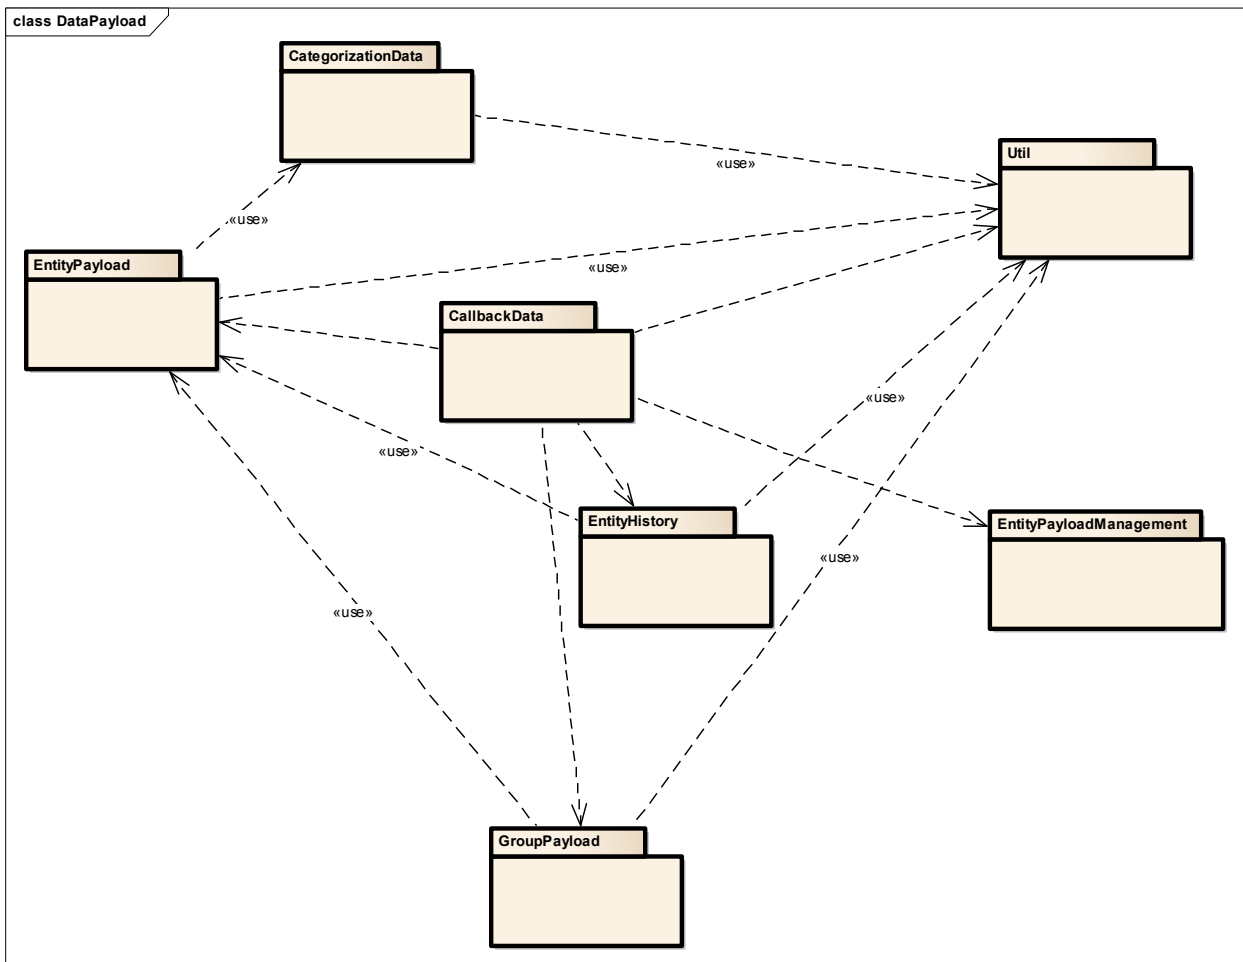 class DataPayload
CategorizationData
Util
«use»
«use»
EntityPayload
«use»
CallbackData
«use»
«use»
EntityHistory
EntityPayloadManagement
«use»
«use»
GroupPayload